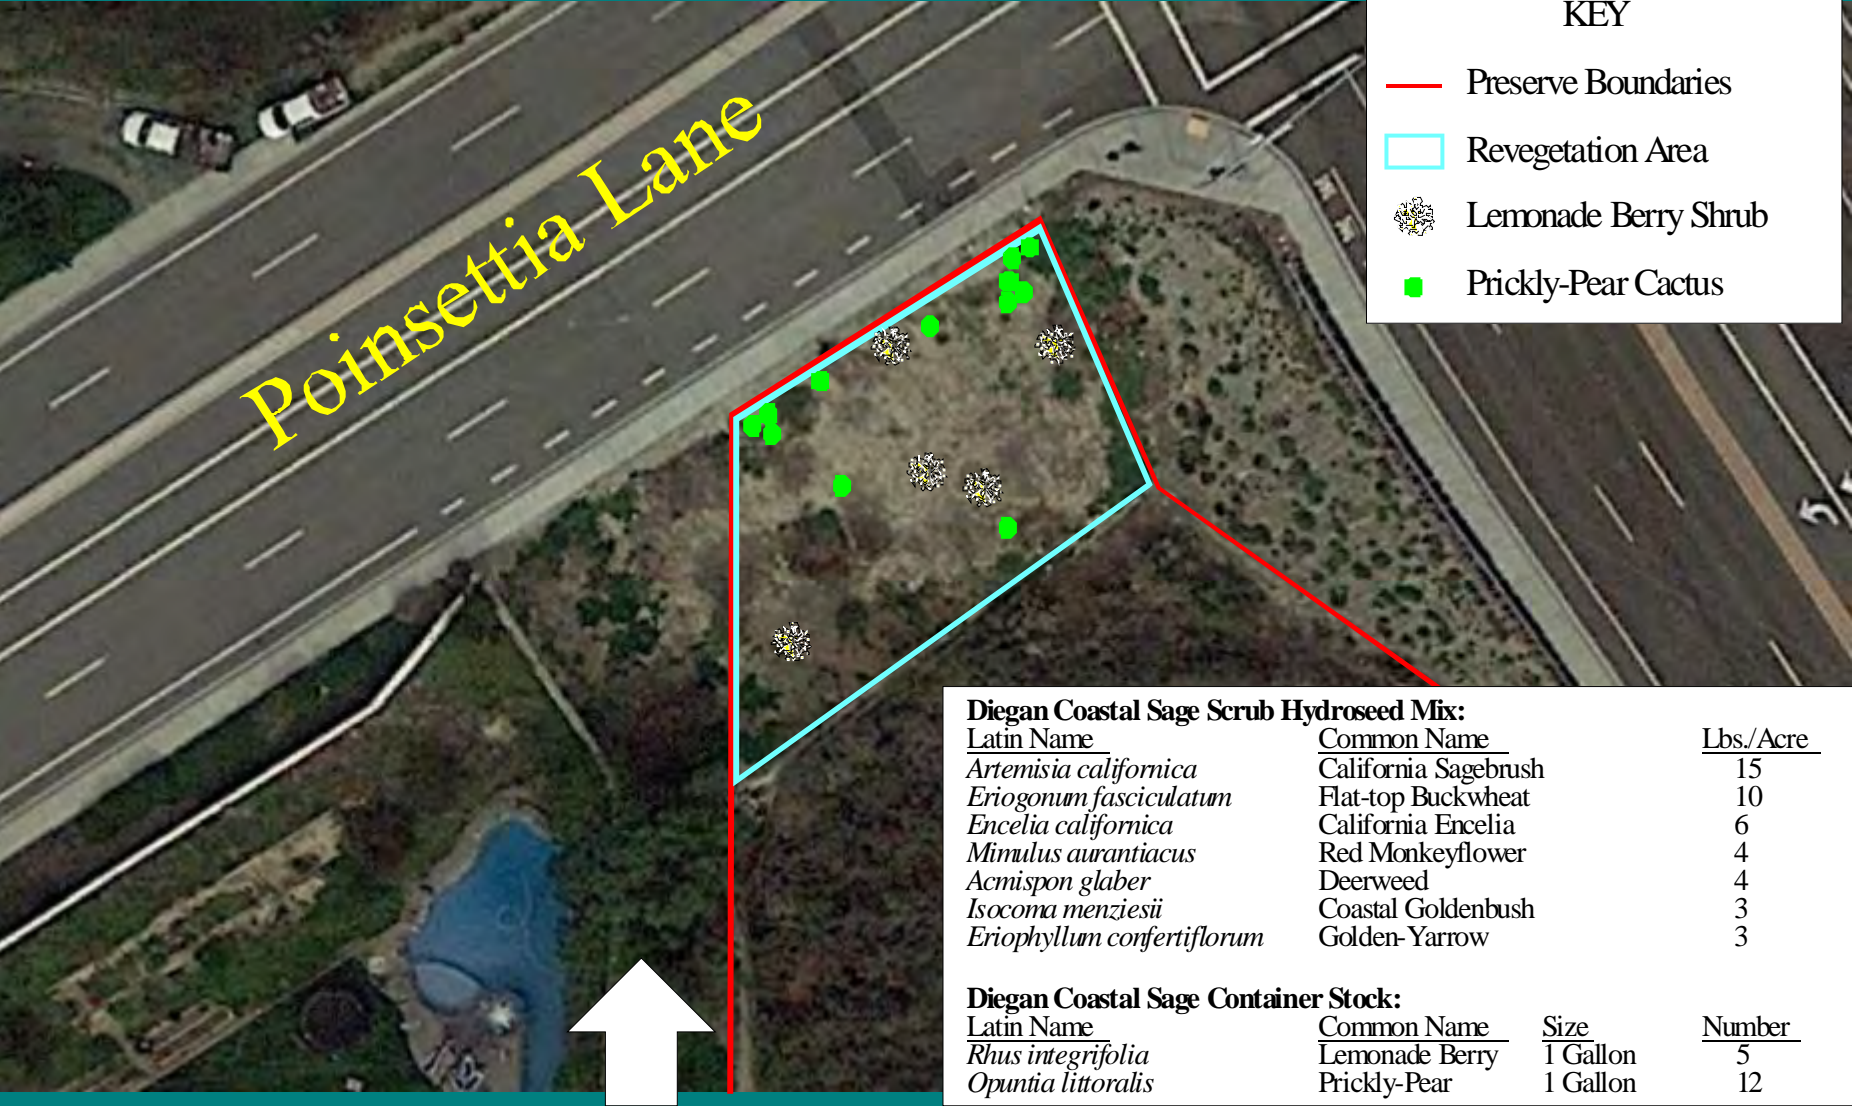 KEY
Preserve Boundaries
Revegetation Area
Lemonade Berry Shrub
Prickly-Pear Cactus
Poinsettia Lane
Diegan Coastal Sage Scrub Hydroseed Mix:
Latin Name Common Name Lbs./Acre
Artemisia californica California Sagebrush 15
Eriogonum fasciculatum Flat-top Buckwheat 10
Encelia californica California Encelia 6
Mimulus aurantiacus Red Monkeyflower 4
Acmispon glaber Deerweed 4
Isocoma menziesii Coastal Goldenbush 3
Eriophyllum confertiflorum Golden-Yarrow 3
Diegan Coastal Sage Container Stock:
Latin Name Common Name Size Number
Rhus integrifolia Lemonade Berry 1 Gallon 5
Opuntia littoralis Prickly-Pear 1 Gallon 12